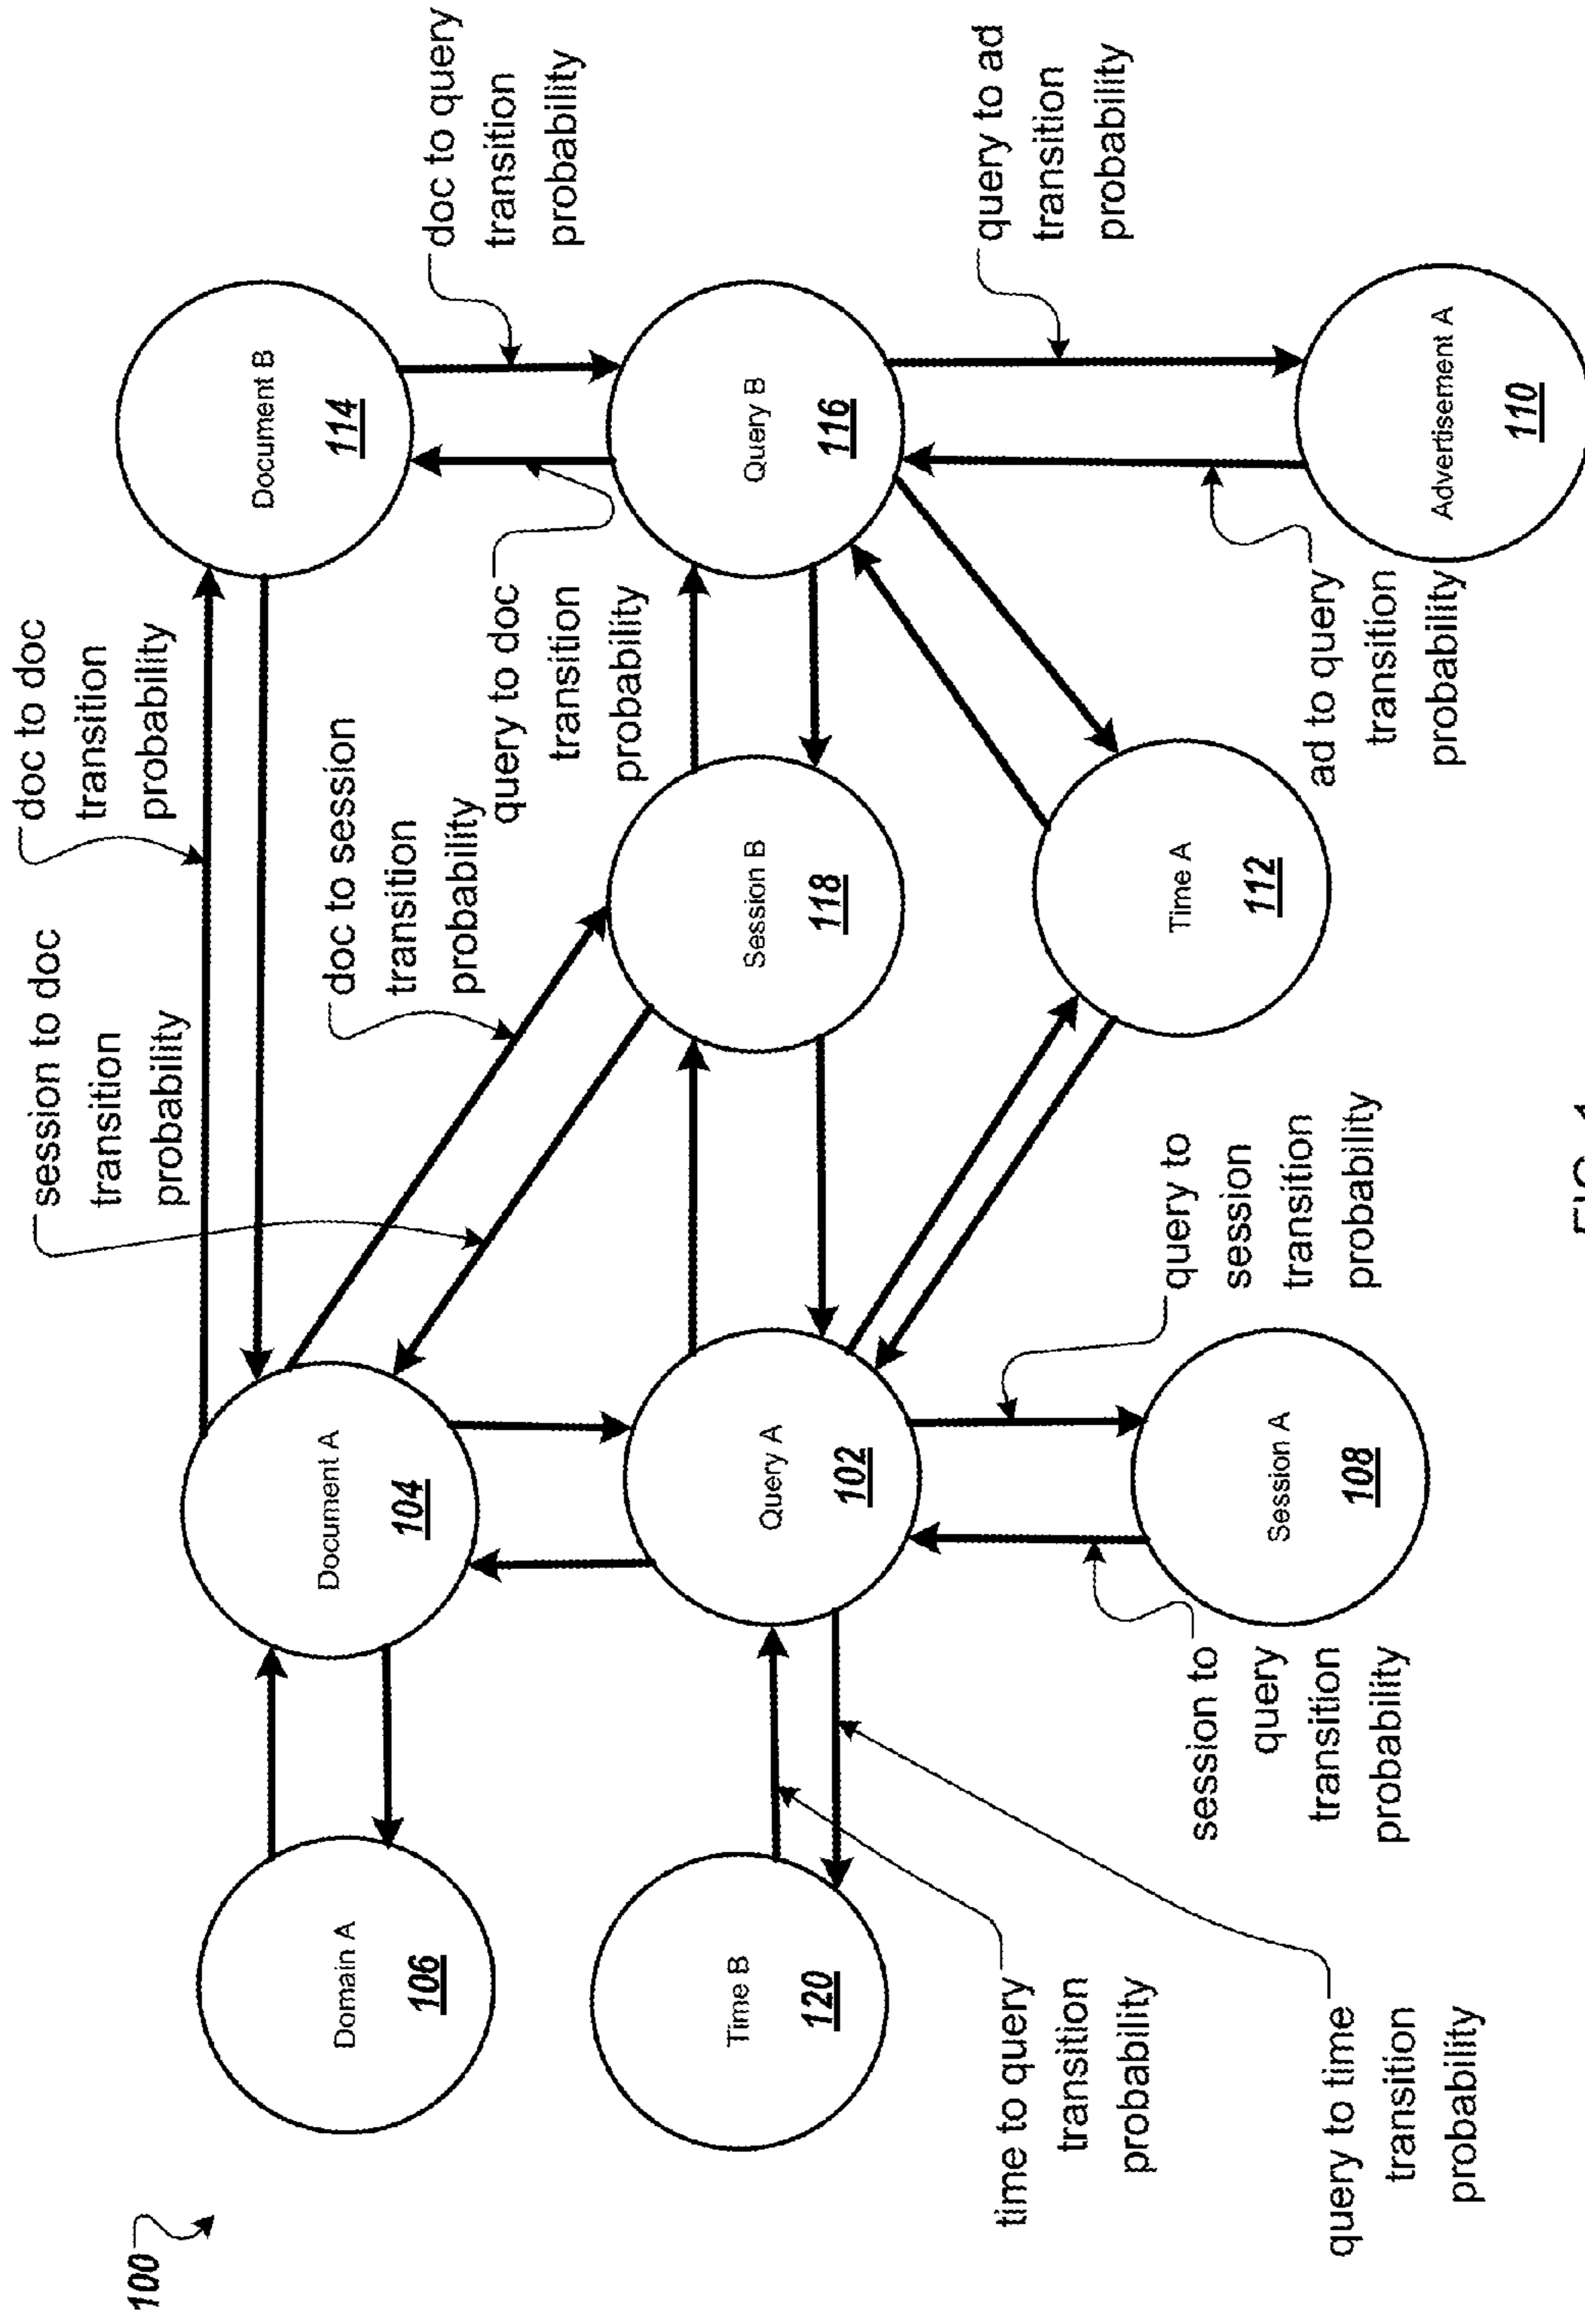 100
session to doc
transition
probability
doc to doc
transition
probability
doc to session
transition
probability
query to doc
transition
probability
doc to query
transition
probability
Domain A
106
Document A
104
Document B
114
Time B
120
Query A
102
Session B
118
Query B
116
Time A
112
Session A
108
Advertisement A
110
time to query
transition
probability
query to time
transition
probability
session to
query
transition
probability
query to
session
transition
probability
ad to query
transition
probability
query to ad
transition
probability